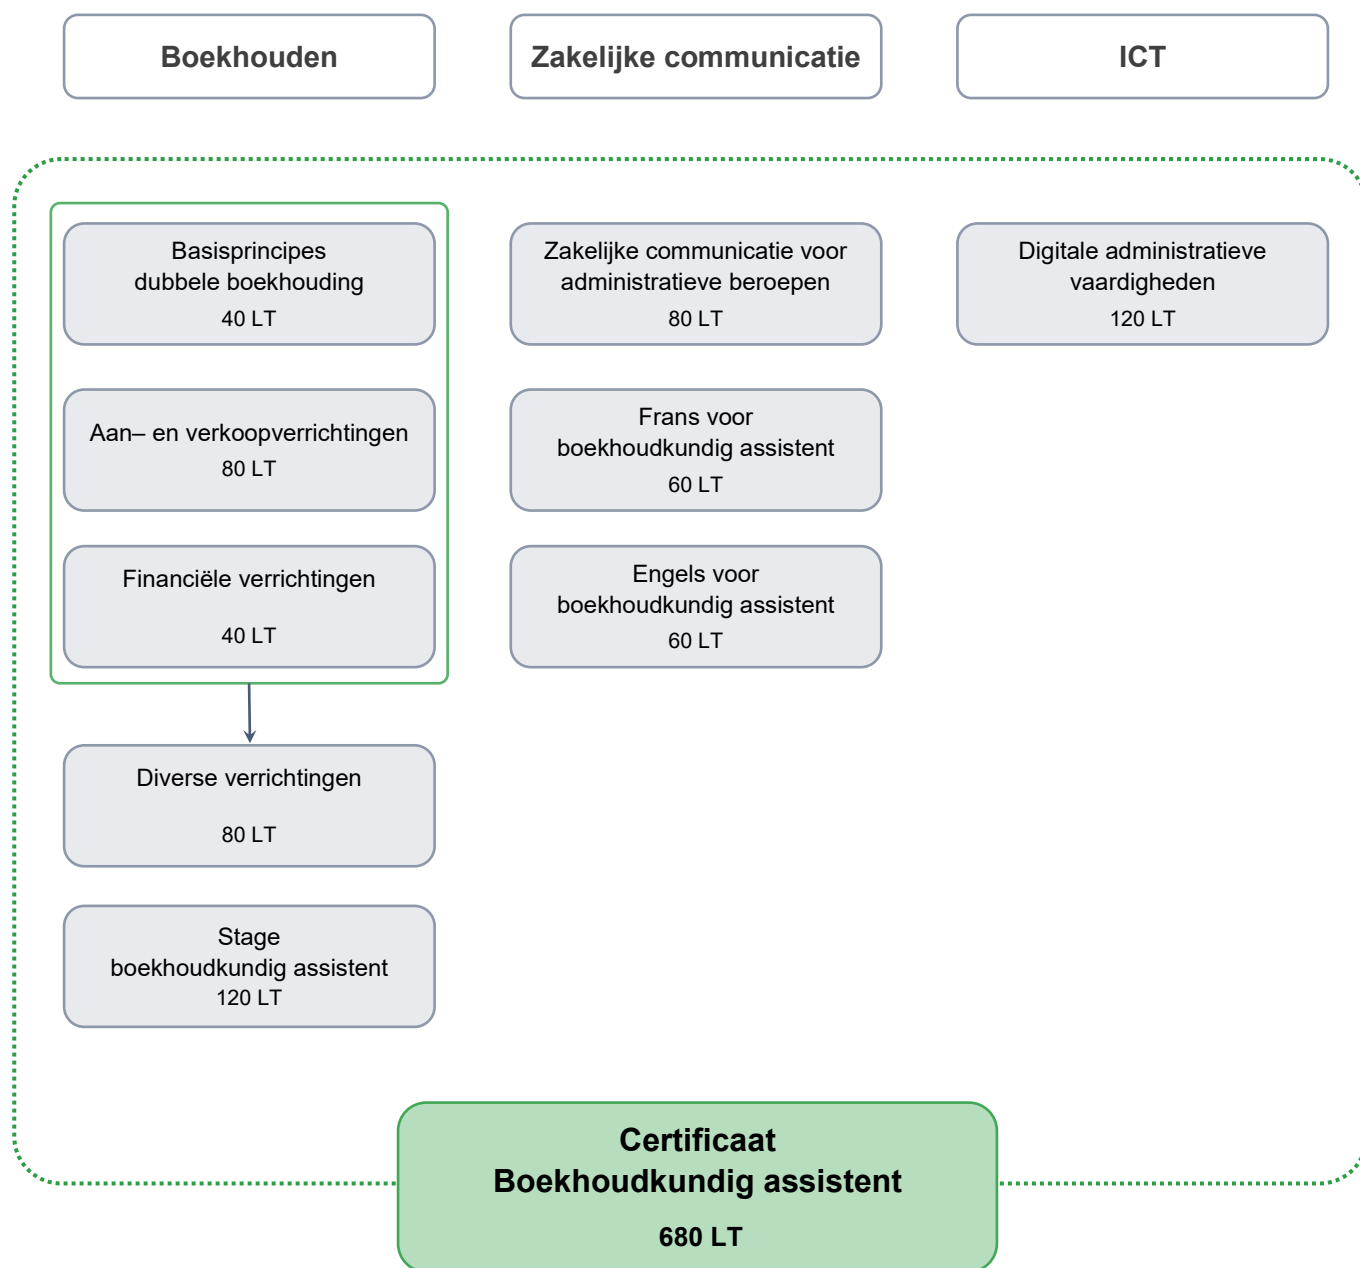 Boekhouden
Zakelijke communicatie
ICT
Basisprincipes
dubbele boekhouding
40 LT
Zakelijke communicatie voor
administratieve beroepen
80 LT
Digitale administratieve
vaardigheden
120 LT
Aan– en verkoopverrichtingen
80 LT
Frans voor
boekhoudkundig assistent
60 LT
Financiële verrichtingen
40 LT
Engels voor
boekhoudkundig assistent
60 LT
Diverse verrichtingen
80 LT
Stage
boekhoudkundig assistent
120 LT
Certificaat
Boekhoudkundig assistent
680 LT